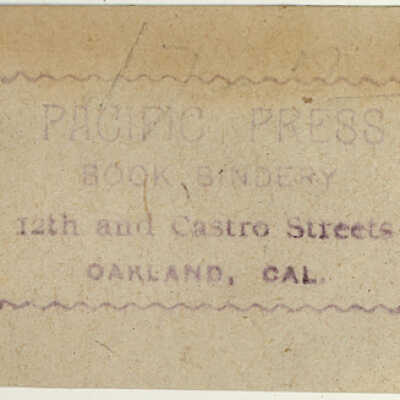 PACIFIC PRESS
BOOK BINDERY
12th and Castro Streets
OAKLAND, CAL.